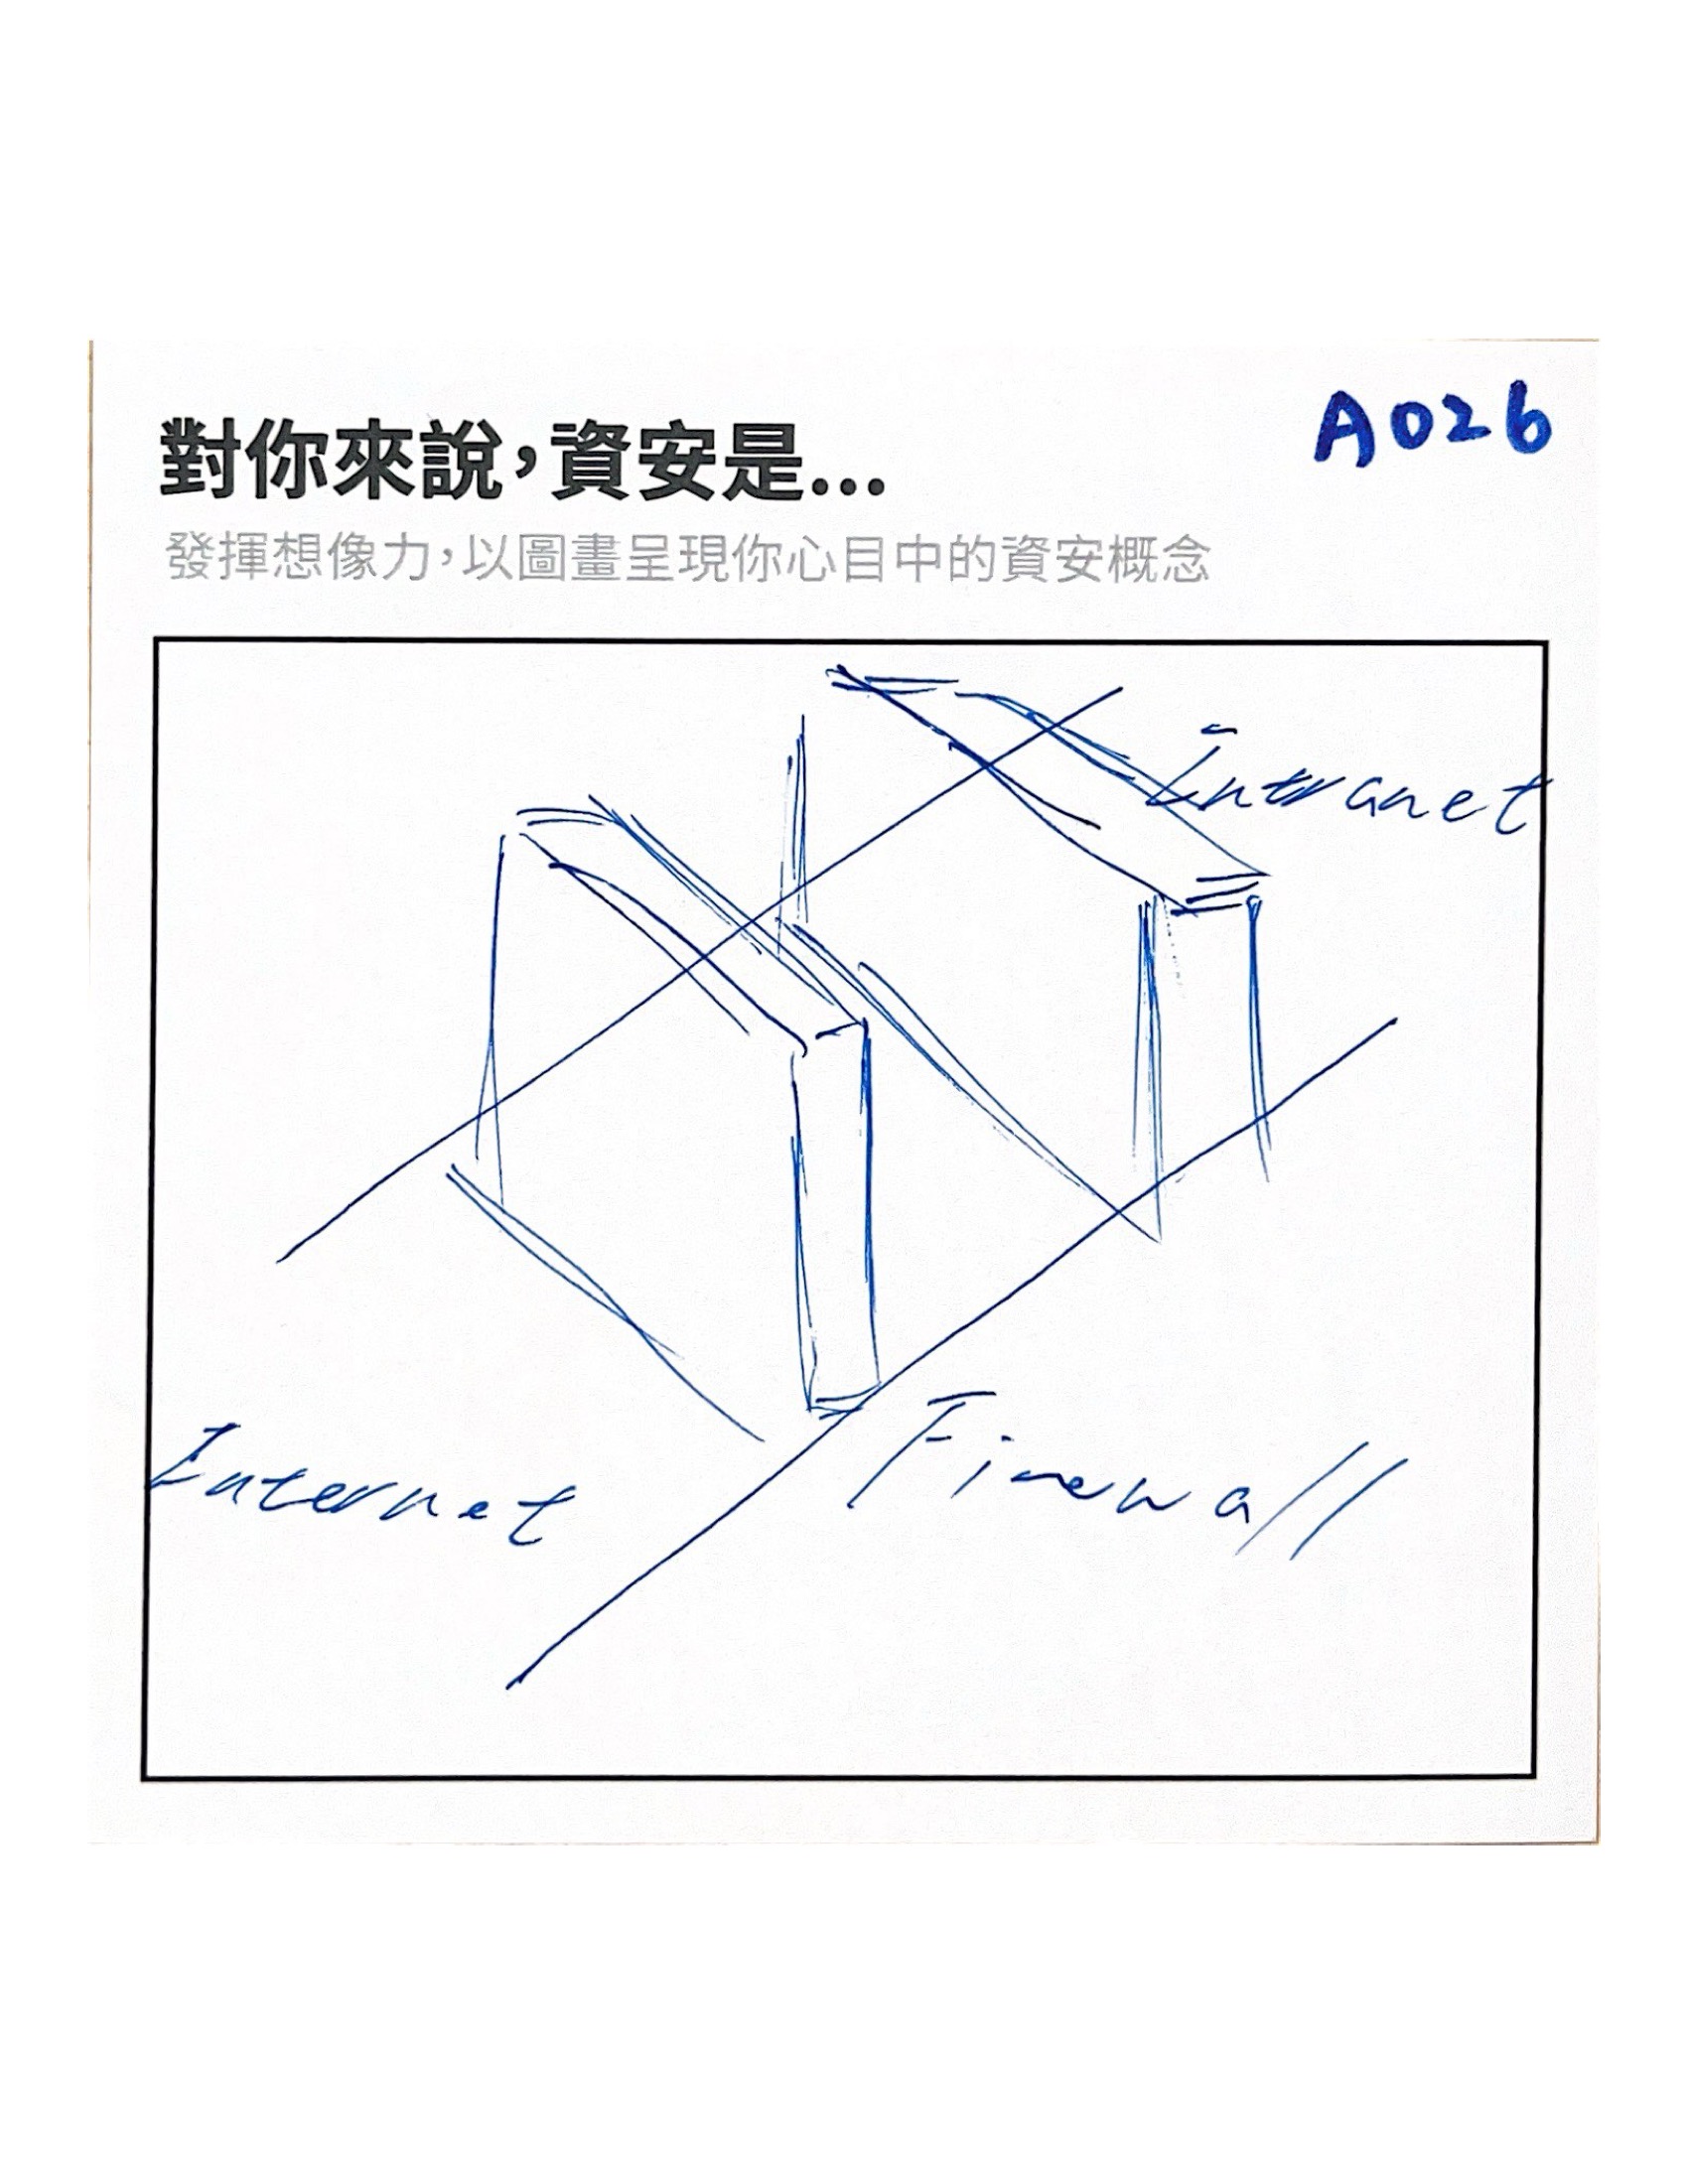 A026
對你來說,資安是...
發揮想像力,以圖畫呈現你心目中的資安概念
Intranet
Internet
Firewall